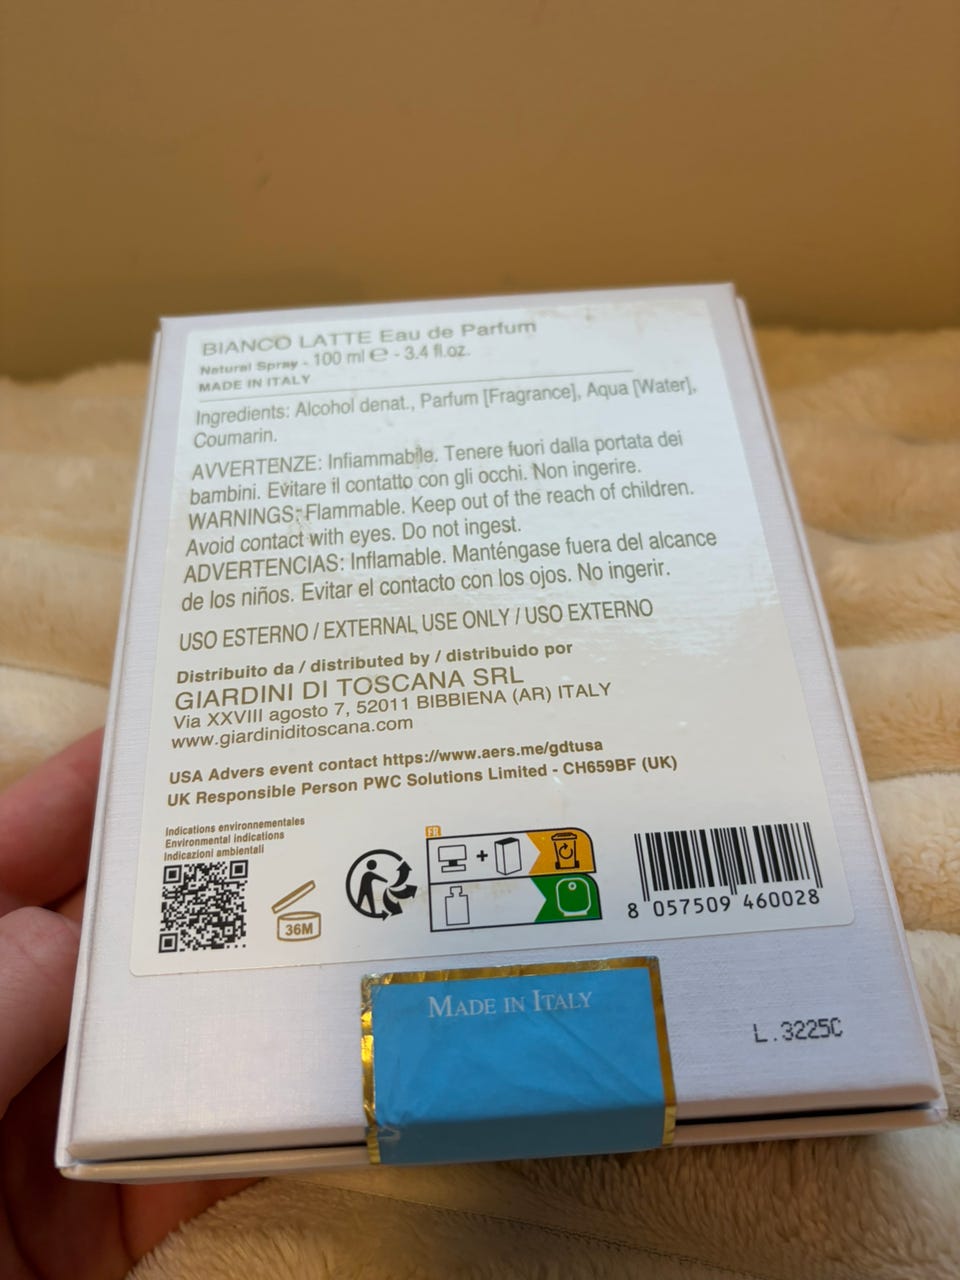 BIANCO LATTE Eau de Parfum
Natural Spray - 100 ml ℮ - 3.4 fl.oz.
MADE IN ITALY
Ingredients: Alcohol denat., Parfum [Fragrance], Aqua [Water],
Coumarin.
AVVERTENZE: Infiammabile. Tenere fuori dalla portata dei
bambini. Evitare il contatto con gli occhi. Non ingerire.
WARNINGS: Flammable. Keep out of the reach of children.
Avoid contact with eyes. Do not ingest.
ADVERTENCIAS: Inflamable. Manténgase fuera del alcance
de los niños. Evitar el contacto con los ojos. No ingerir.
USO ESTERNO / EXTERNAL USE ONLY / USO EXTERNO
Distribuito da / distributed by / distribuido por
GIARDINI DI TOSCANA SRL
Via XXVIII agosto 7, 52011 BIBBIENA (AR) ITALY
www.giardiniditoscana.com
USA Advers event contact https://www.aers.me/gdtusa
UK Responsible Person PWC Solutions Limited - CH659BF (UK)
Indications environnementales
Environmental indications
Indicazioni ambientali
36M
FR
+
8 057509 460028
MADE IN ITALY
L.3225C